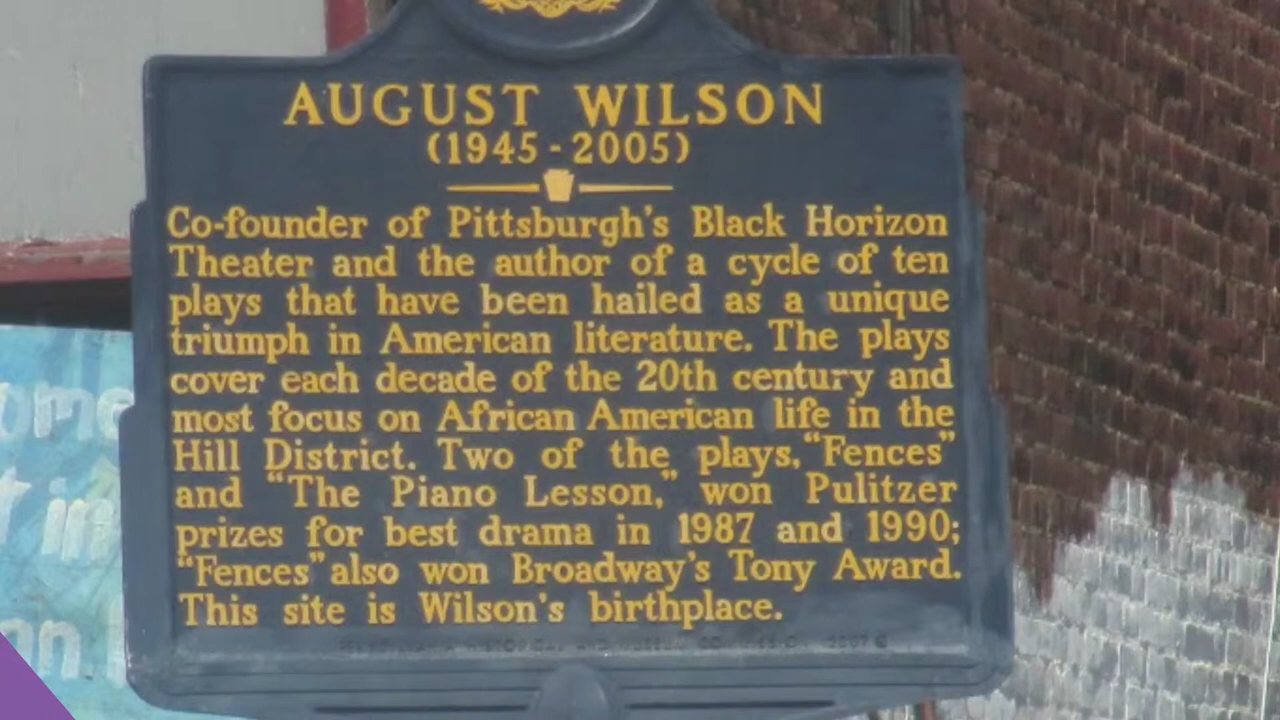 AUGUST WILSON
(1945-2005)
Co-founder of Pittsburgh's Black Horizon
Theater and the author of a cycle of ten
plays that have been hailed as a unique
triumph in American literature. The plays
cover each decade of the 20th century and
most focus on African American life in the
Hill District. Two of the plays, "Fences"
and "The Piano Lesson," won Pulitzer
prizes for best drama in 1987 and 1990;
"Fences" also won Broadway's Tony Award.
This site is Wilson's birthplace.